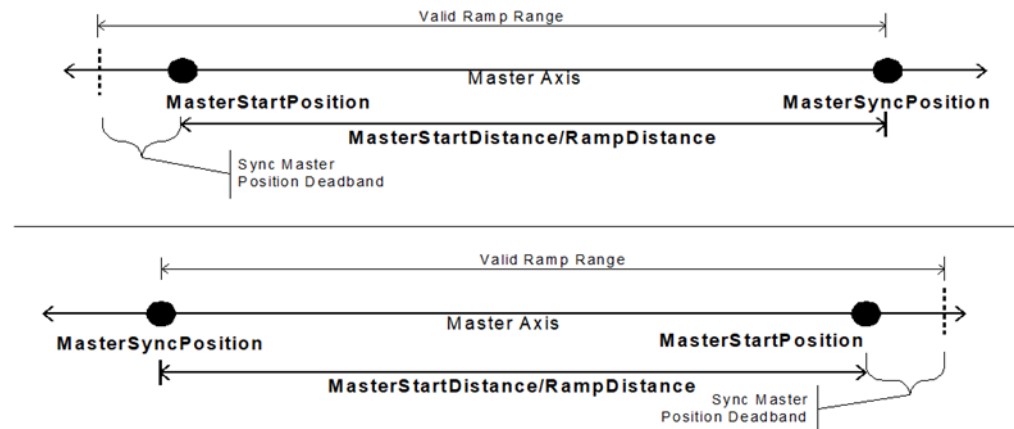 Valid Ramp Range
Master Axis
MasterStartPosition
MasterSyncPosition
MasterStartDistance/RampDistance
Sync Master
Position Deadband
Valid Ramp Range
Master Axis
MasterSyncPosition
MasterStartPosition
MasterStartDistance/RampDistance
Sync Master
Position Deadband